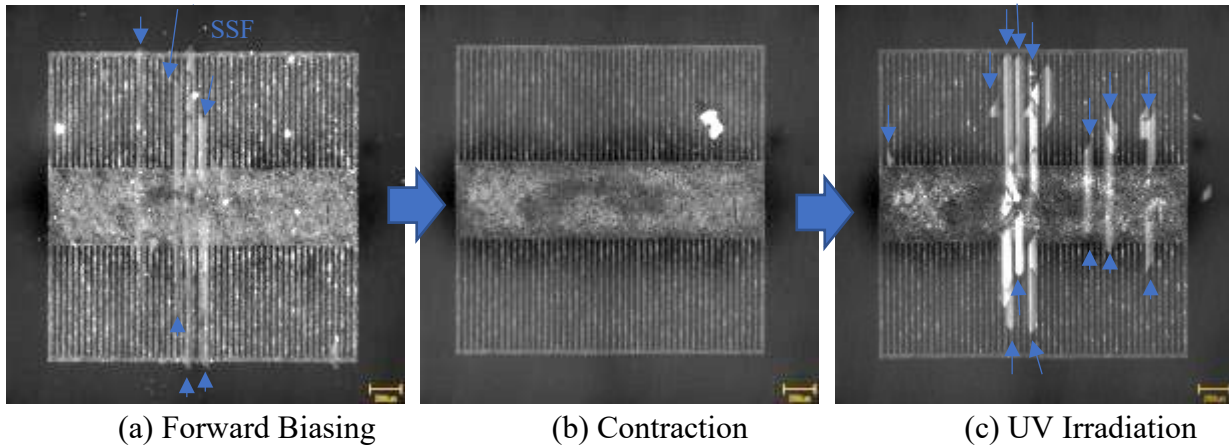 SSF
(a) Forward Biasing
(b) Contraction
(c) UV Irradiation